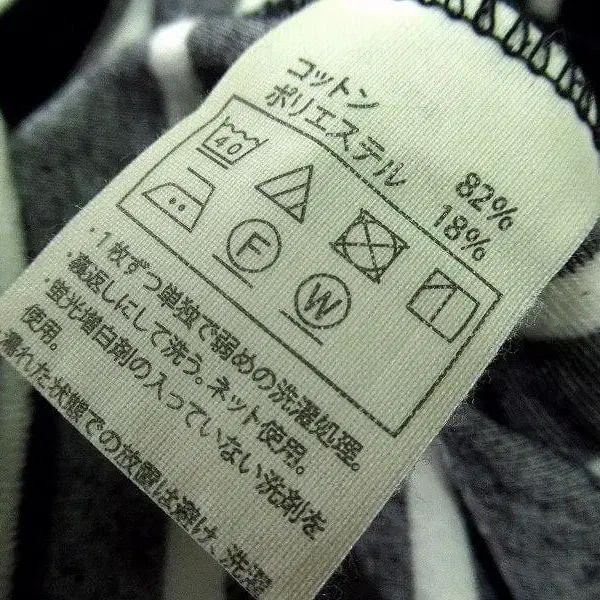 コットン 82%
ポリエステル 18%
40
F
W
・1枚ずつ単独で弱めの洗濯処理。
・裏返しにして洗う。ネット使用。
・蛍光増白剤の入っていない洗剤を
使用。
・濡れた状態での放置は避け、洗濯